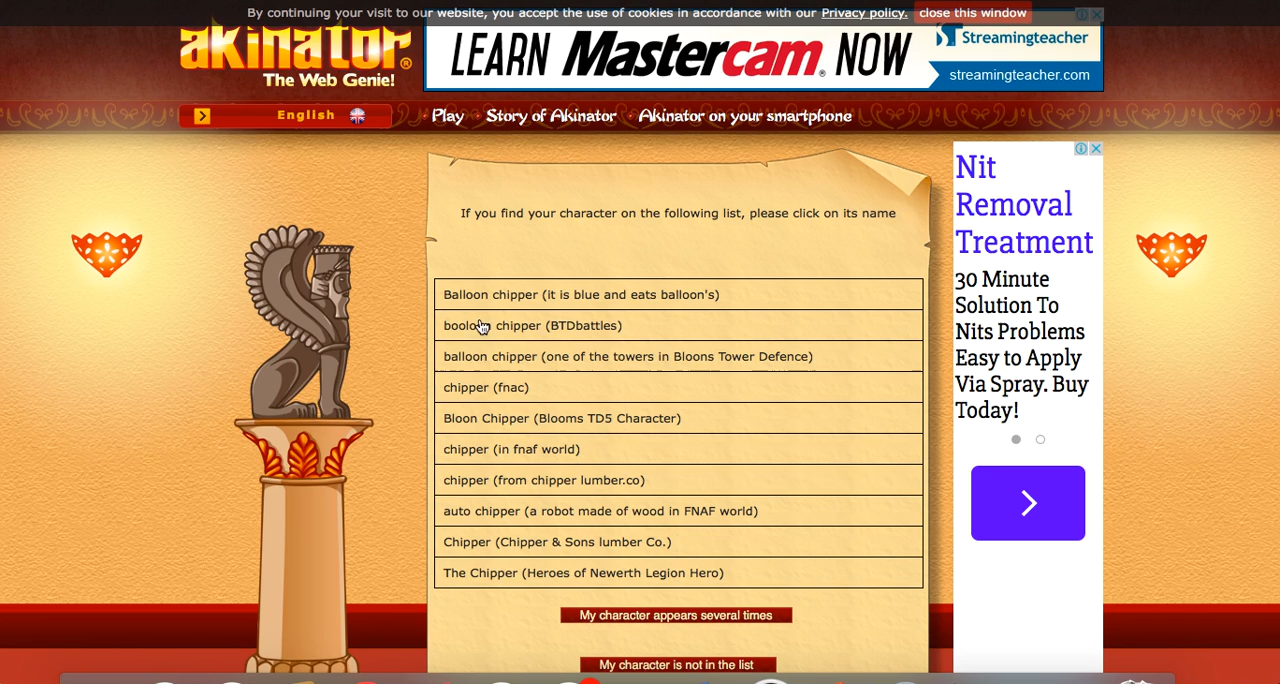 By continuing your visit to our website, you accept the use of cookies in accordance with our Privacy policy. close this window
akinator®
The Web Genie!
LEARN Mastercam® NOW
Streamingteacher
streamingteacher.com
English
Play
Story of Akinator
Akinator on your smartphone
If you find your character on the following list, please click on its name
Balloon chipper (it is blue and eats balloon's)
chipper (BTDbattles)
balloon chipper (one of the towers in Bloons Tower Defence)
chipper (fnac)
Bloon Chipper (Blooms TD5 Character)
chipper (in fnaf world)
chipper (from chipper lumber.co)
auto chipper (a robot made of wood in FNAF world)
Chipper (Chipper & Sons lumber Co.)
The Chipper (Heroes of Newerth Legion Hero)
My character appears several times
My character is not in the list
Nit
Removal
Treatment
30 Minute
Solution To
Nits Problems
Easy to Apply
Via Spray. Buy
Today!